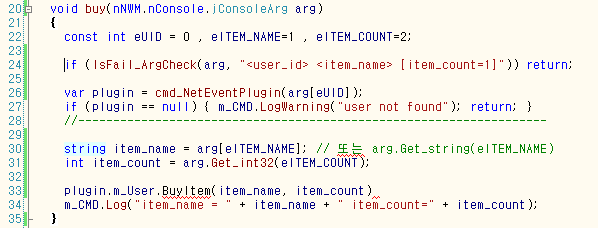 20 void buy(nNWM.nConsole.jConsoleArg arg)
21 {
22 const int eUID = 0 , eITEM_NAME=1 , eITEM_COUNT=2;
23
24 if (IsFail_ArgCheck(arg, "<user_id> <item_name> [item_count=1]")) return;
25
26 var plugin = cmd_NetEventPlugin(arg[eUID]);
27 if (plugin == null) { m_CMD.LogWarning("user not found"); return; }
28 //----------------------------------------------------------------
29
30 string item_name = arg[eITEM_NAME]; // 또는 arg.Get_string(eITEM_NAME)
31 int item_count = arg.Get_int32(eITEM_COUNT);
32
33 plugin.m_User.BuyItem(item_name, item_count)
34 m_CMD.Log("item_name = " + item_name + " item_count=" + item_count);
35 }